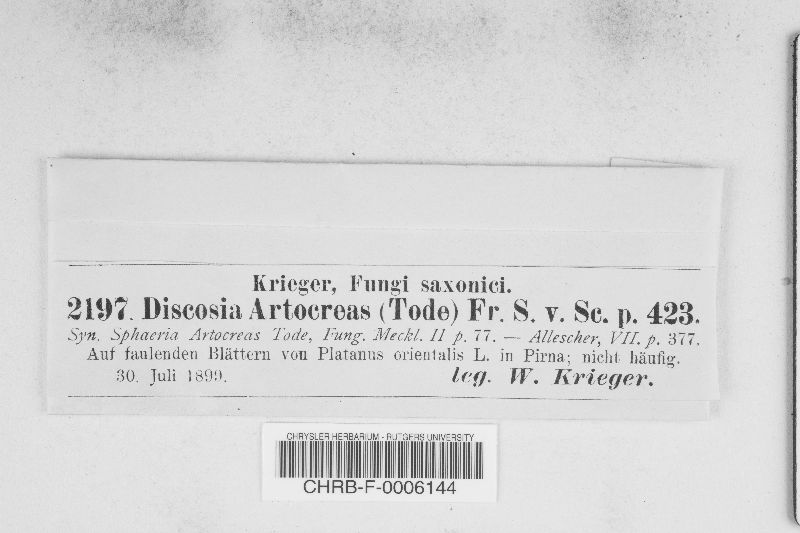 Krieger, Fungi saxonici.
2197. Discosia Artocreas (Tode) Fr. S. v. Sc. p. 423.
Syn. Sphaeria Artocreas Tode, Fung. Meckl. II p. 77. — Allescher, VII. p. 377.
Auf faulenden Blättern von Platanus orientalis L. in Pirna; nicht häufig.
30. Juli 1899. leg. W. Krieger.
CHRYSLER HERBARIUM - RUTGERS UNIVERSITY
CHRB-F-0006144